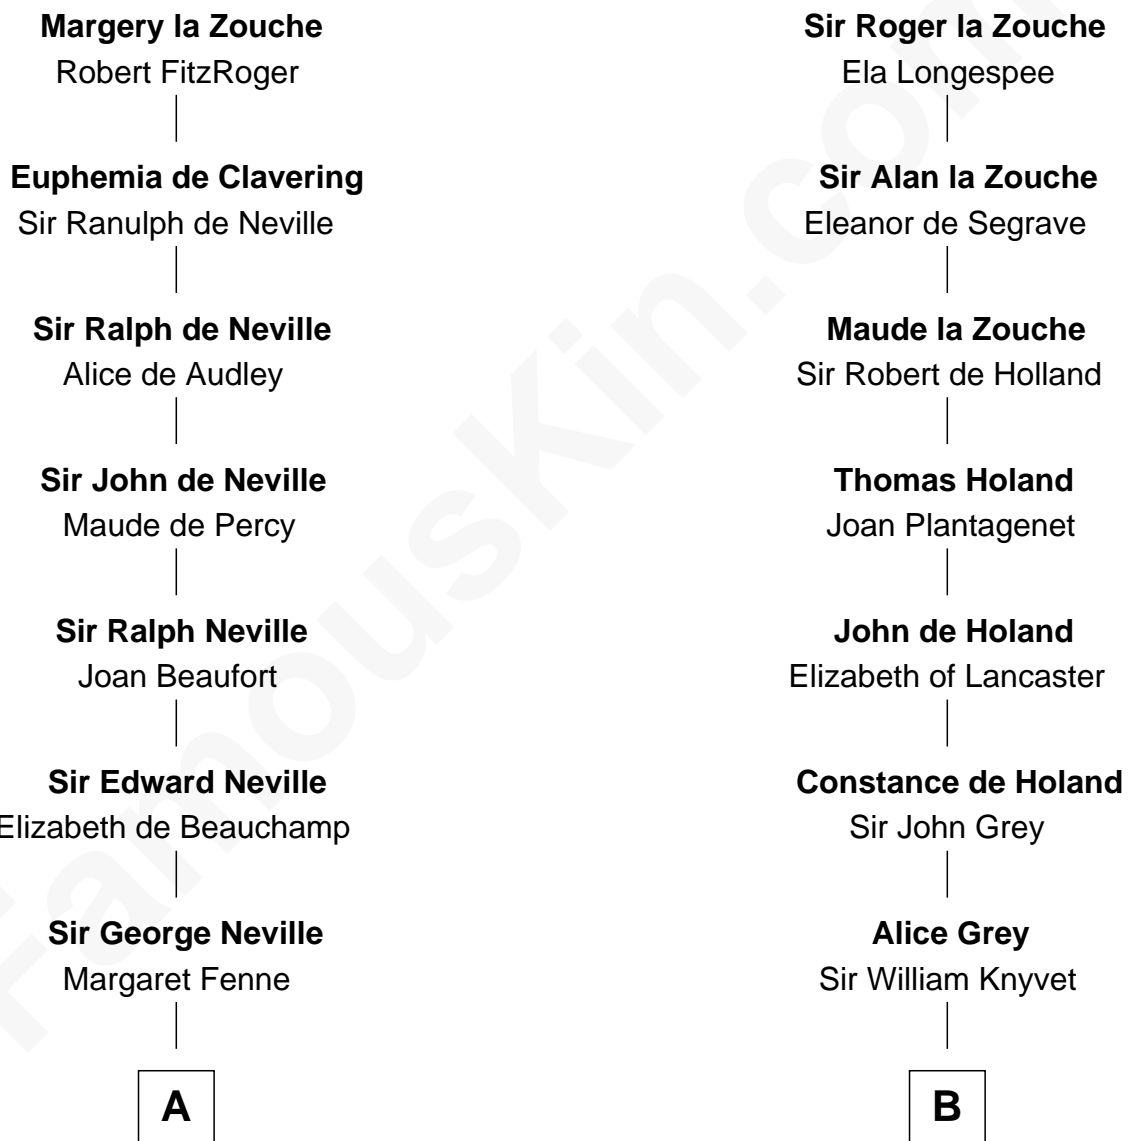 Margery la Zouche
Robert FitzRoger
Euphemia de Clavering
Sir Ranulph de Neville
Sir Ralph de Neville
Alice de Audley
Sir John de Neville
Maude de Percy
Sir Ralph Neville
Joan Beaufort
Sir Edward Neville
Elizabeth de Beauchamp
Sir George Neville
Margaret Fenne
A
Sir Roger la Zouche
Ela Longespee
Sir Alan la Zouche
Eleanor de Segrave
Maude la Zouche
Sir Robert de Holland
Thomas Holand
Joan Plantagenet
John de Holand
Elizabeth of Lancaster
Constance de Holand
Sir John Grey
Alice Grey
Sir William Knyvet
B
FamousKin.com